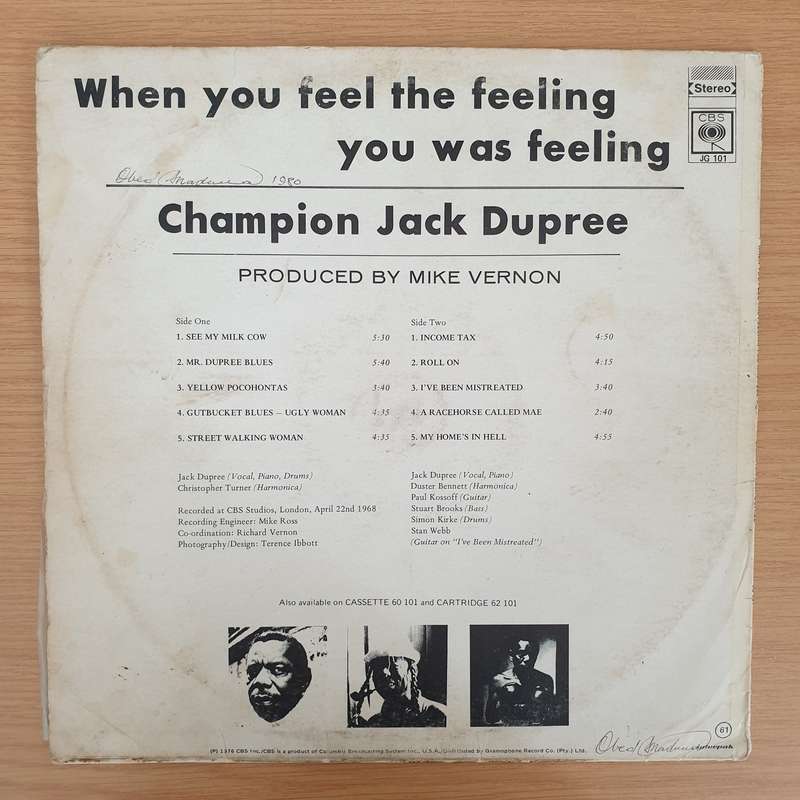 When you feel the feeling
you was feeling
Stereo
CBS
JG 101
1980
Champion Jack Dupree
PRODUCED BY MIKE VERNON
Side One
1. SEE MY MILK COW 5:30
2. MR. DUPREE BLUES 5:40
3. YELLOW POCOHONTAS 3:40
4. GUTBUCKET BLUES – UGLY WOMAN 4:35
5. STREET WALKING WOMAN 4:35
Side Two
1. INCOME TAX 4:50
2. ROLL ON 4:15
3. I'VE BEEN MISTREATED 3:40
4. A RACEHORSE CALLED MAE 2:40
5. MY HOME'S IN HELL 4:55
Jack Dupree (Vocal, Piano, Drums)
Christopher Turner (Harmonica)
Recorded at CBS Studios, London, April 22nd 1968
Recording Engineer: Mike Ross
Co-ordination: Richard Vernon
Photography/Design: Terence Ibbott
Jack Dupree (Vocal, Piano)
Duster Bennett (Harmonica)
Paul Kossoff (Guitar)
Stuart Brooks (Bass)
Simon Kirke (Drums)
Stan Webb
(Guitar on "I've Been Mistreated")
Also available on CASSETTE 60 101 and CARTRIDGE 62 101
(P) 1976 CBS Inc./CBS is a product of Columbia Broadcasting System Inc., U.S.A. Distributed by Gramophone Record Co. (Pty.) Ltd.
Obed
61